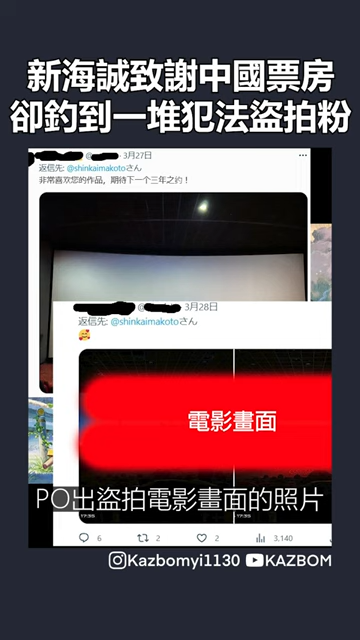 新海誠致謝中國票房
卻釣到一堆犯法盜拍粉
3月27日
返信先: @shinkaimakotoさん
非常喜欢您的作品，期待下一个三年之约！
3月28日
返信先: @shinkaimakotoさん
🥰
電影畫面
PO出盜拍電影畫面的照片
6 2 2 3,140
Kazbomyi1130 KAZBOM